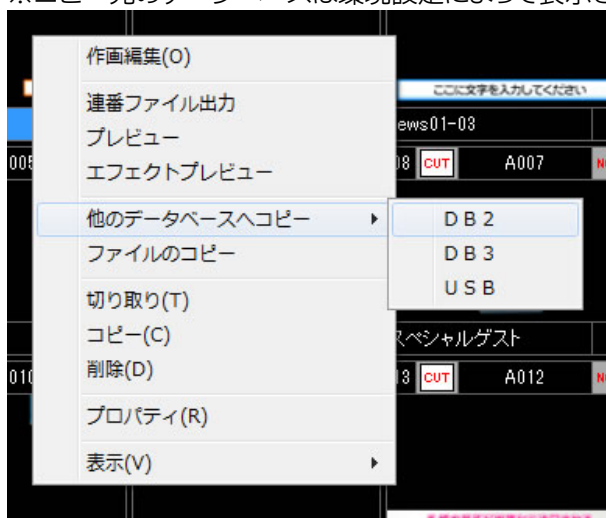 作画編集(O)
ここに文字を入力してください
連番ファイル出力
ews01-03
プレビュー
005
08 CUT A007
エフェクトプレビュー
他のデータベースへコピー
DB2
ファイルのコピー
DB3
USB
切り取り(T)
コピー(C)
スペシャルゲスト
削除(D)
010
13 CUT A012
プロパティ(R)
表示(V)